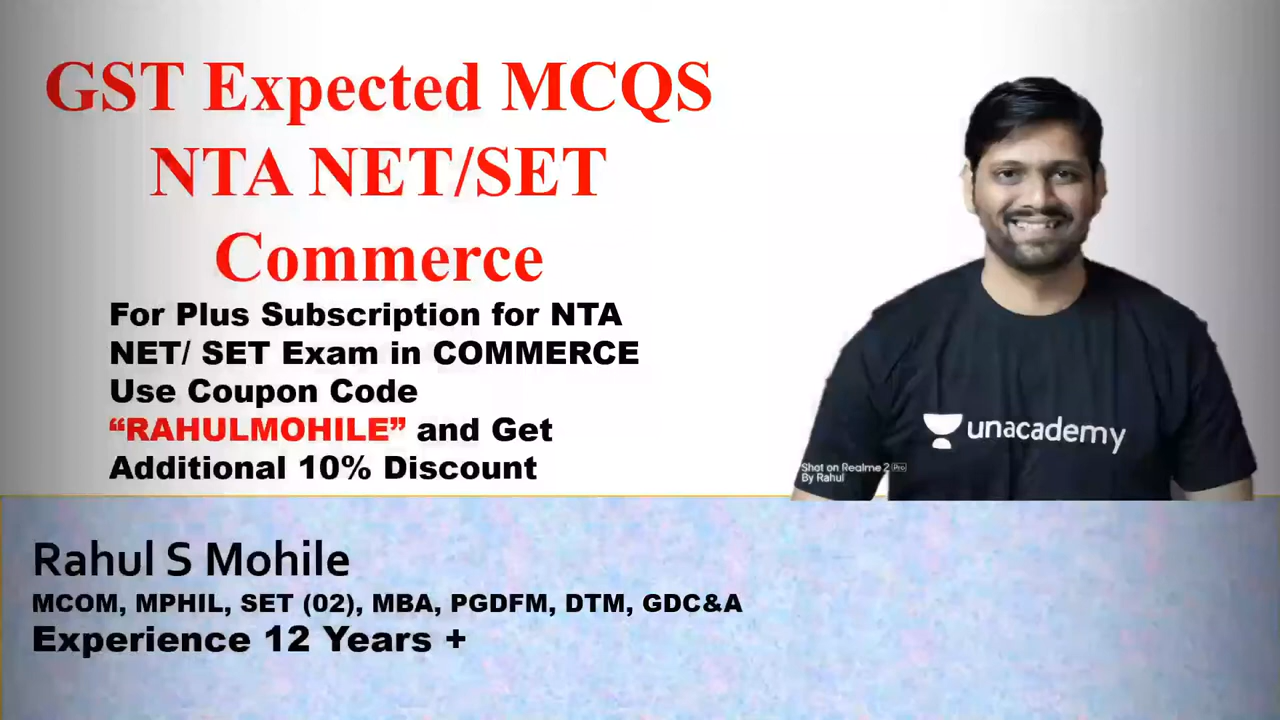 GST Expected MCQS
NTA NET/SET
Commerce
For Plus Subscription for NTA
NET/ SET Exam in COMMERCE
Use Coupon Code
“RAHULMOHILE” and Get
Additional 10% Discount
unacademy
Shot on Realme 2 Pro
By Rahul
Rahul S Mohile
MCOM, MPHIL, SET (02), MBA, PGDFM, DTM, GDC&A
Experience 12 Years +